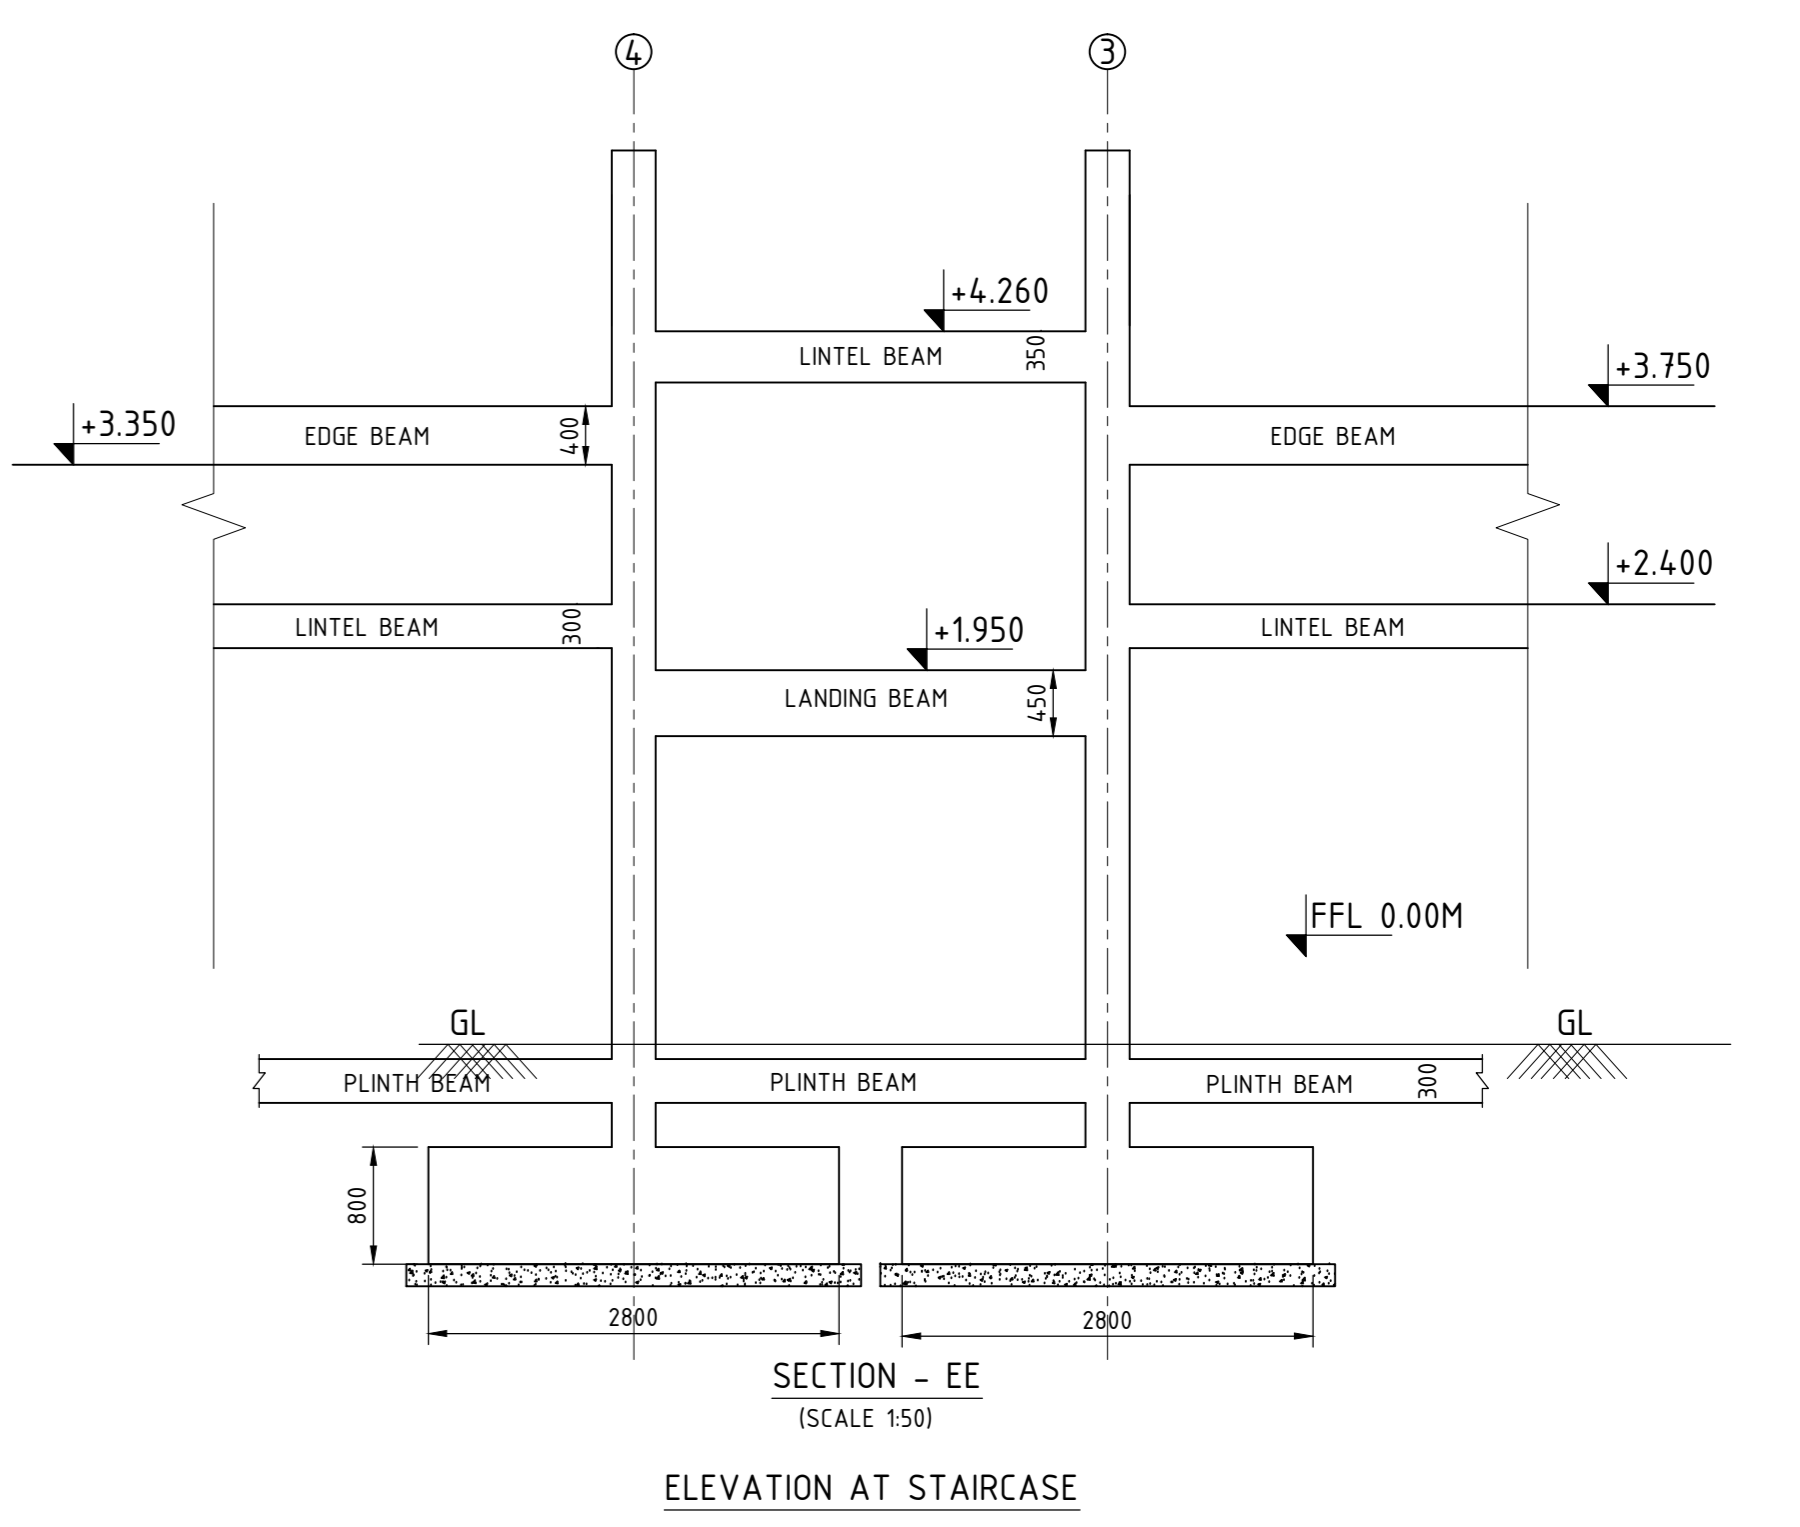 4
3
+4.260
LINTEL BEAM
350
+3.750
+3.350
EDGE BEAM
400
EDGE BEAM
+2.400
LINTEL BEAM
300
+1.950
LINTEL BEAM
LANDING BEAM
450
FFL 0.00M
GL
GL
PLINTH BEAM
PLINTH BEAM
PLINTH BEAM
300
800
2800
2800
SECTION - EE
(SCALE 1:50)
ELEVATION AT STAIRCASE